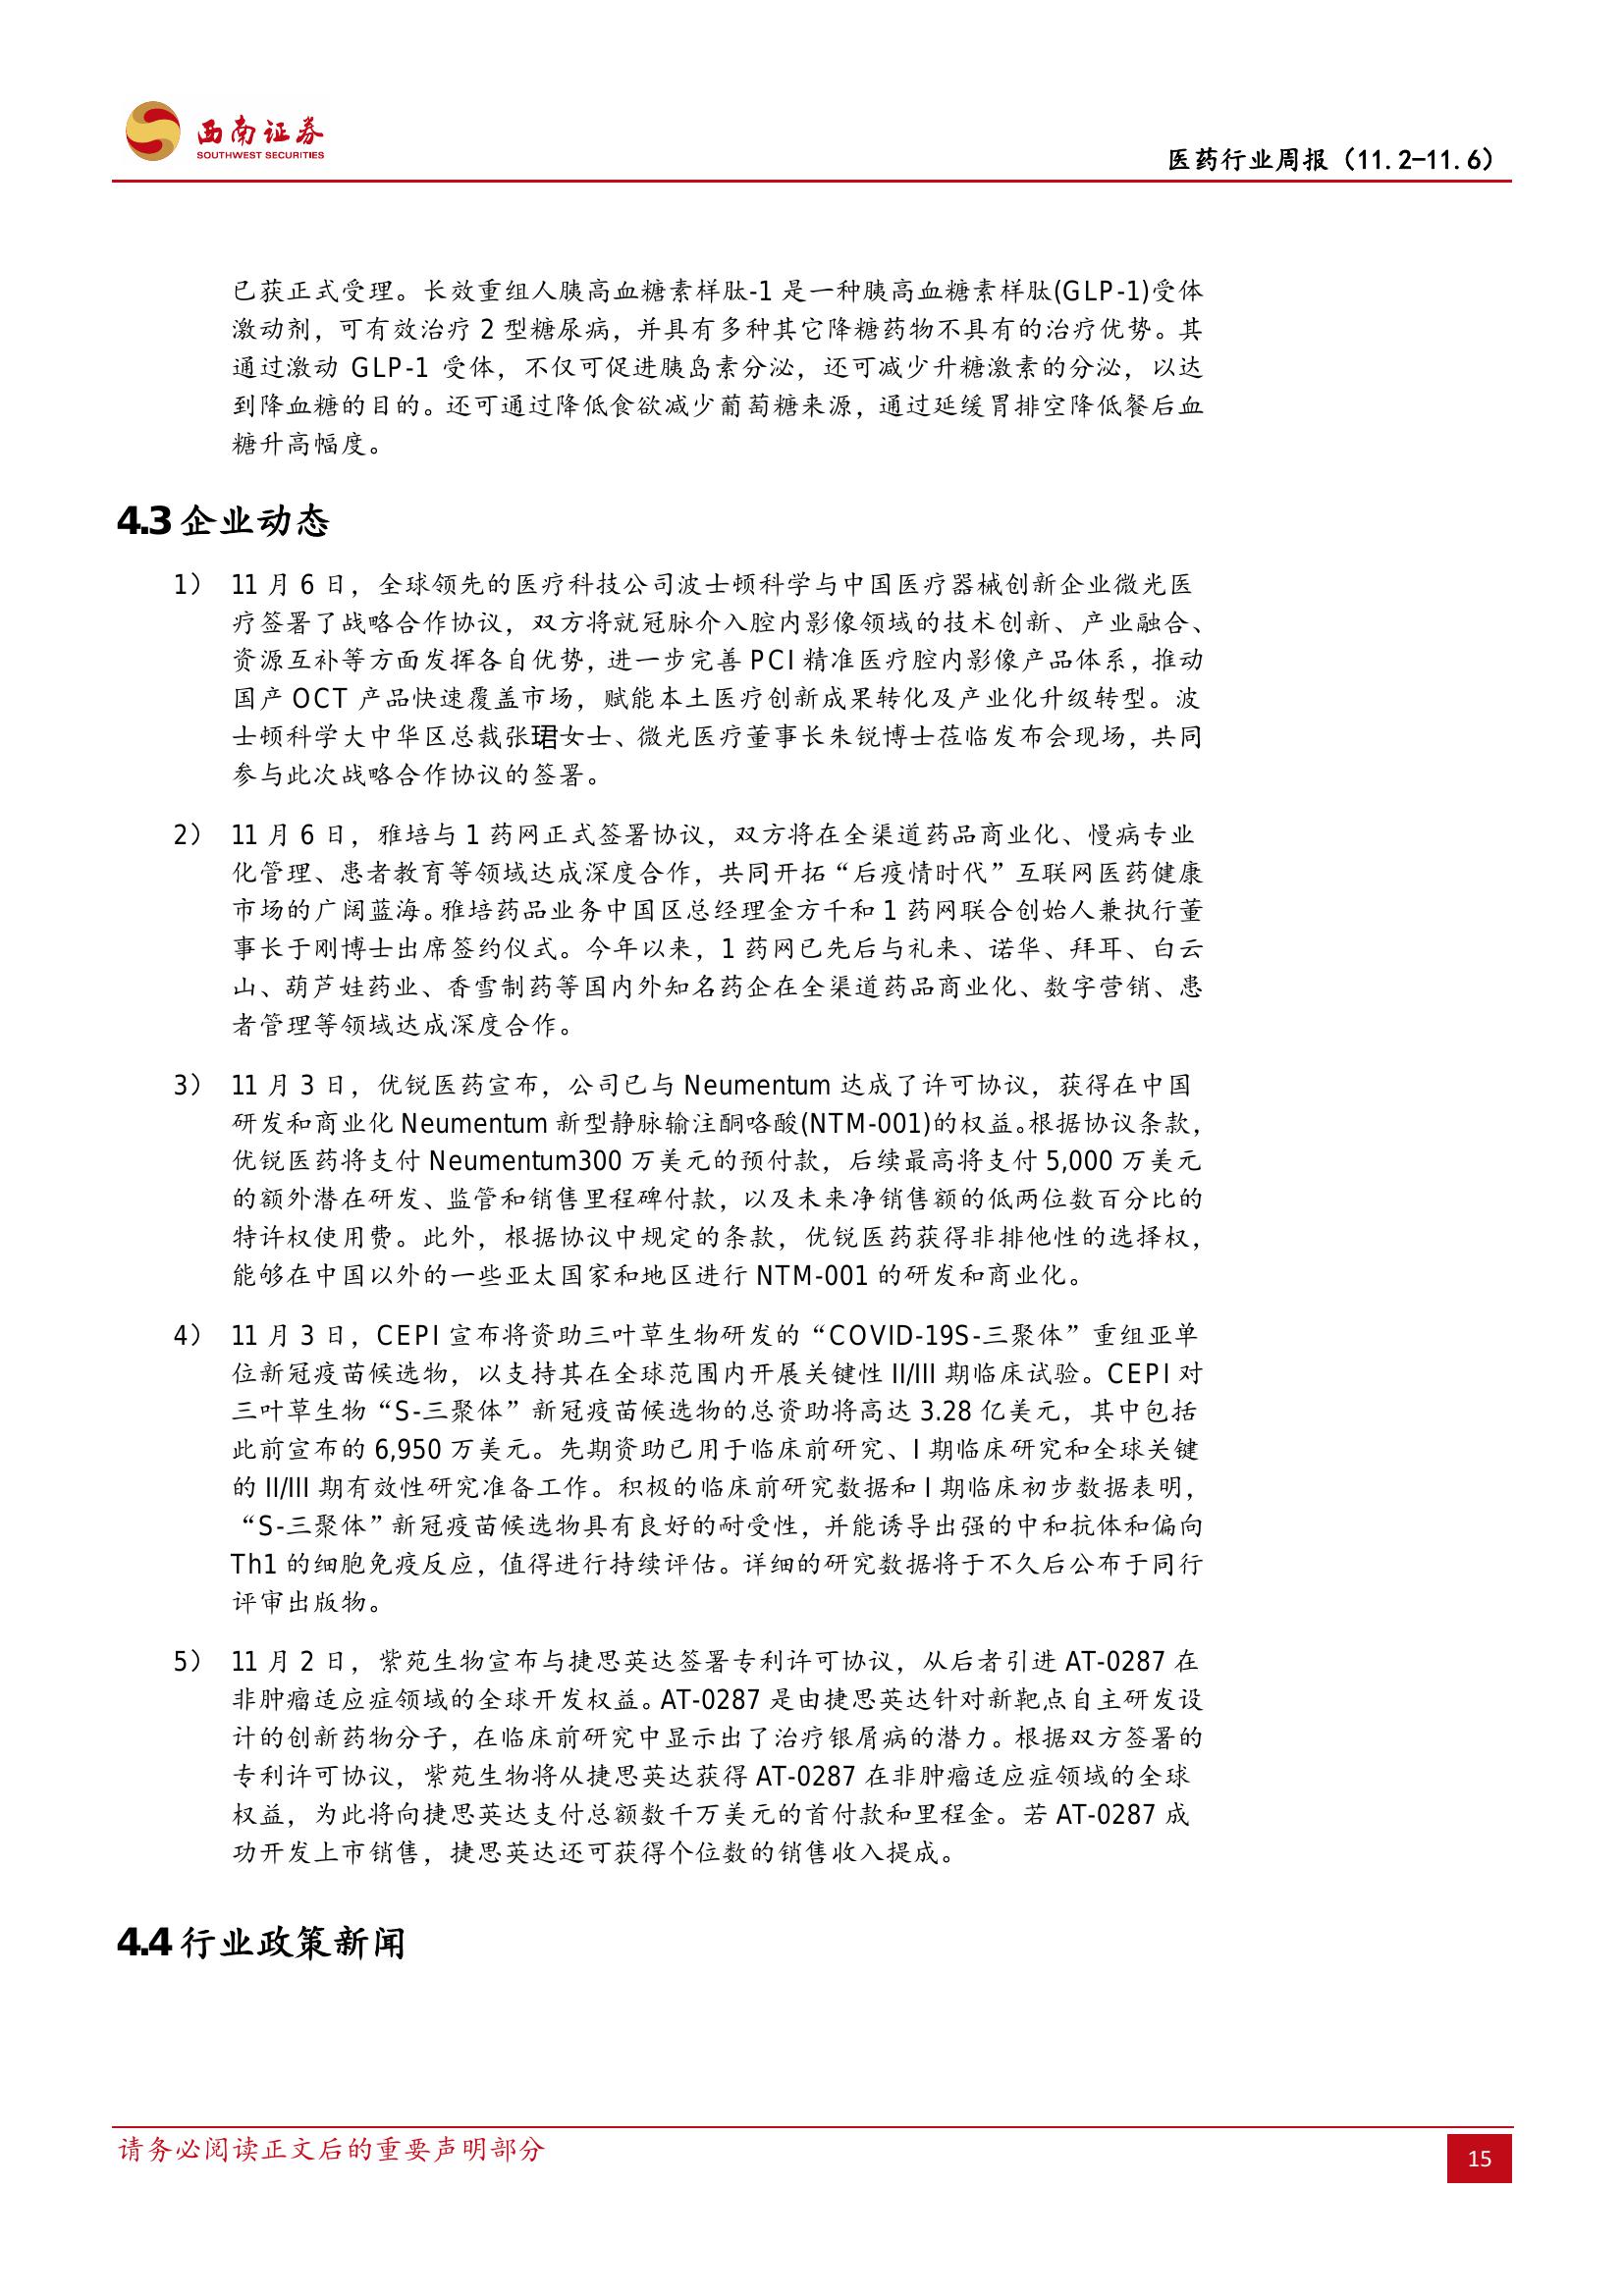 西南证券
SOUTHWEST SECURITIES
医药行业周报（11.2-11.6）
已获正式受理。长效重组人胰高血糖素样肽-1 是一种胰高血糖素样肽(GLP-1)受体
激动剂，可有效治疗 2 型糖尿病，并具有多种其它降糖药物不具有的治疗优势。其
通过激动 GLP-1 受体，不仅可促进胰岛素分泌，还可减少升糖激素的分泌，以达
到降血糖的目的。还可通过降低食欲减少葡萄糖来源，通过延缓胃排空降低餐后血
糖升高幅度。
4.3 企业动态
1） 11 月 6 日，全球领先的医疗科技公司波士顿科学与中国医疗器械创新企业微光医
疗签署了战略合作协议，双方将就冠脉介入腔内影像领域的技术创新、产业融合、
资源互补等方面发挥各自优势，进一步完善 PCI 精准医疗腔内影像产品体系，推动
国产 OCT 产品快速覆盖市场，赋能本土医疗创新成果转化及产业化升级转型。波
士顿科学大中华区总裁张珺女士、微光医疗董事长朱锐博士莅临发布会现场，共同
参与此次战略合作协议的签署。
2） 11 月 6 日，雅培与 1 药网正式签署协议，双方将在全渠道药品商业化、慢病专业
化管理、患者教育等领域达成深度合作，共同开拓“后疫情时代”互联网医药健康
市场的广阔蓝海。雅培药品业务中国区总经理金方千和 1 药网联合创始人兼执行董
事长于刚博士出席签约仪式。今年以来，1 药网已先后与礼来、诺华、拜耳、白云
山、葫芦娃药业、香雪制药等国内外知名药企在全渠道药品商业化、数字营销、患
者管理等领域达成深度合作。
3） 11 月 3 日，优锐医药宣布，公司已与 Neumentum 达成了许可协议，获得在中国
研发和商业化 Neumentum 新型静脉输注酮咯酸(NTM-001)的权益。根据协议条款，
优锐医药将支付 Neumentum300 万美元的预付款，后续最高将支付 5,000 万美元
的额外潜在研发、监管和销售里程碑付款，以及未来净销售额的低两位数百分比的
特许权使用费。此外，根据协议中规定的条款，优锐医药获得非排他性的选择权，
能够在中国以外的一些亚太国家和地区进行 NTM-001 的研发和商业化。
4） 11 月 3 日，CEPI 宣布将资助三叶草生物研发的“COVID-19S-三聚体”重组亚单
位新冠疫苗候选物，以支持其在全球范围内开展关键性 II/III 期临床试验。CEPI 对
三叶草生物“S-三聚体”新冠疫苗候选物的总资助将高达 3.28 亿美元，其中包括
此前宣布的 6,950 万美元。先期资助已用于临床前研究、I 期临床研究和全球关键
的 II/III 期有效性研究准备工作。积极的临床前研究数据和 I 期临床初步数据表明，
“S-三聚体”新冠疫苗候选物具有良好的耐受性，并能诱导出强的中和抗体和偏向
Th1 的细胞免疫反应，值得进行持续评估。详细的研究数据将于不久后公布于同行
评审出版物。
5） 11 月 2 日，紫苑生物宣布与捷思英达签署专利许可协议，从后者引进 AT-0287 在
非肿瘤适应症领域的全球开发权益。AT-0287 是由捷思英达针对新靶点自主研发设
计的创新药物分子，在临床前研究中显示出了治疗银屑病的潜力。根据双方签署的
专利许可协议，紫苑生物将从捷思英达获得 AT-0287 在非肿瘤适应症领域的全球
权益，为此将向捷思英达支付总额数千万美元的首付款和里程金。若 AT-0287 成
功开发上市销售，捷思英达还可获得个位数的销售收入提成。
4.4 行业政策新闻
请务必阅读正文后的重要声明部分
15